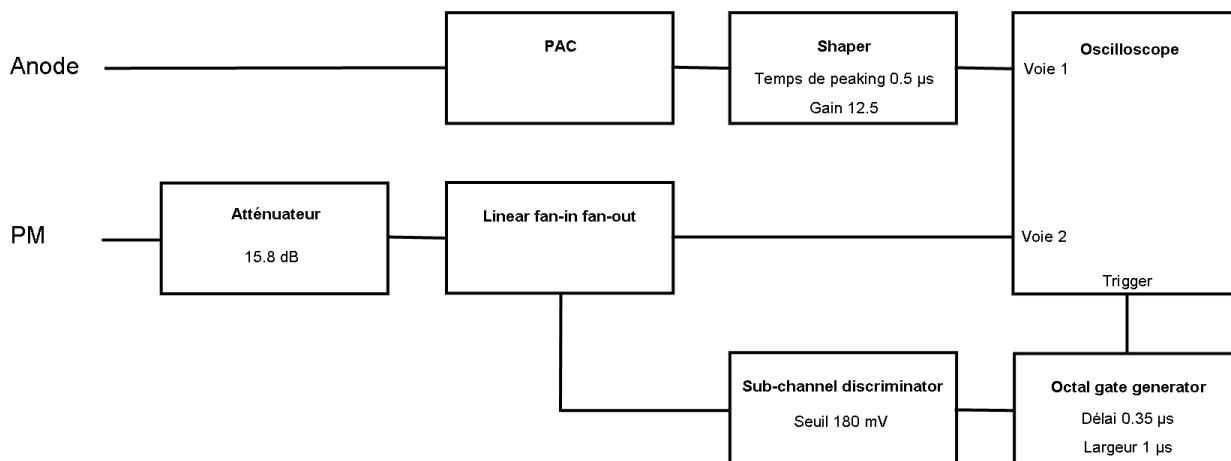 Anode
PAC
Shaper
Temps de peaking 0.5 µs
Gain 12.5
Oscilloscope
Voie 1
PM
Atténuateur
15.8 dB
Linear fan-in fan-out
Voie 2
Trigger
Sub-channel discriminator
Seuil 180 mV
Octal gate generator
Délai 0.35 µs
Largeur 1 µs